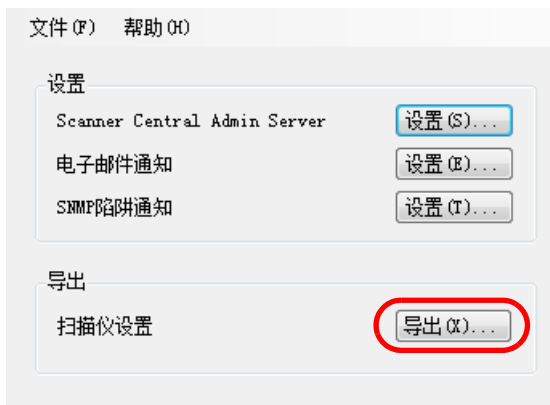 文件(F) 帮助(H)
设置
Scanner Central Admin Server 设置(S)...
电子邮件通知 设置(E)...
SNMP陷阱通知 设置(T)...
导出
扫描仪设置 导出(X)...